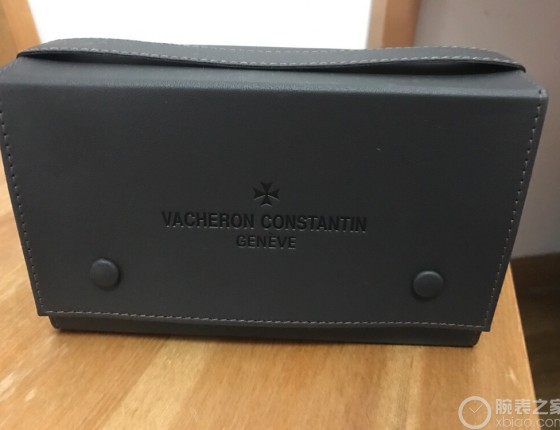 VACHERON CONSTANTIN
GENÈVE
腕表之家
xbiao.com